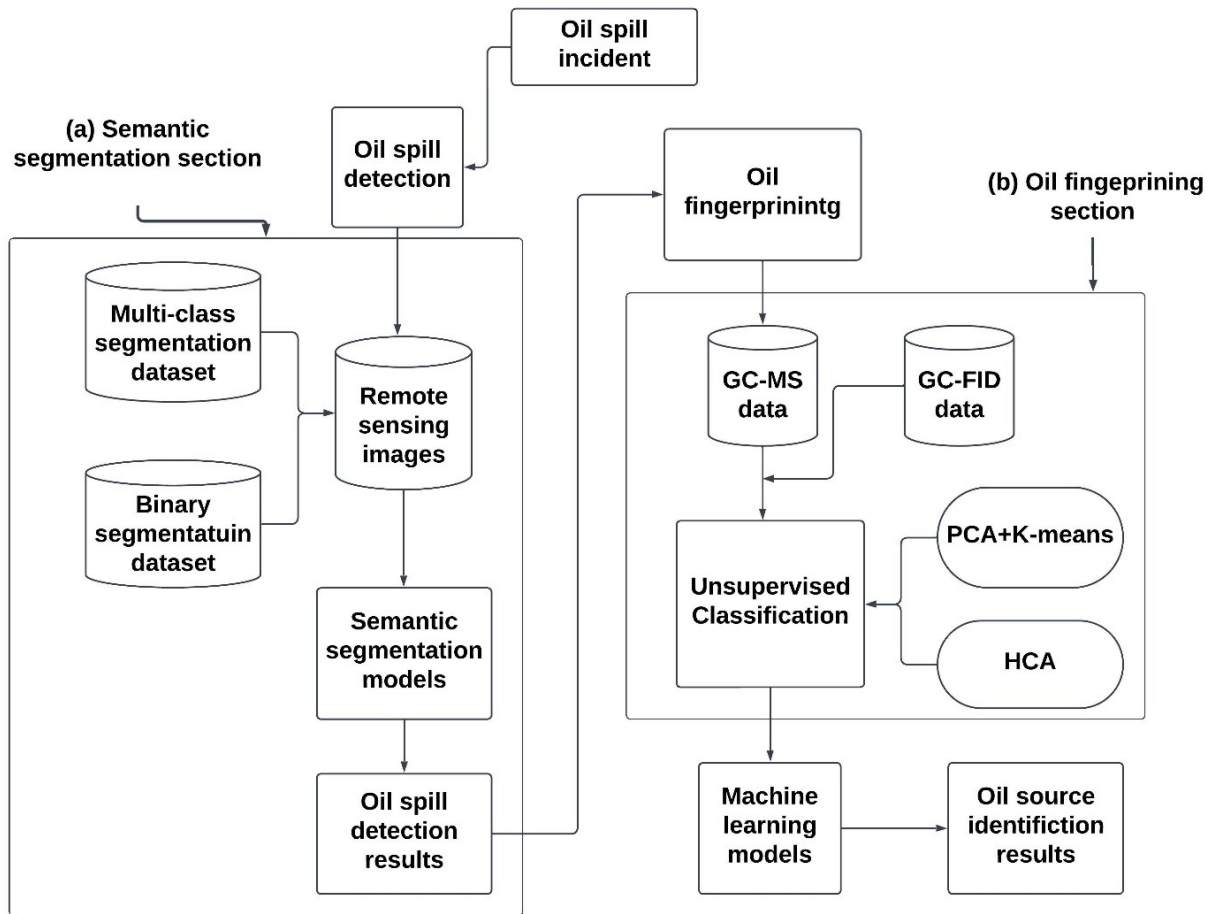 Oil spill
incident
(a) Semantic
segmentation section
Oil spill
detection
Multi-class
segmentation
dataset
Binary
segmentatuin
dataset
Remote
sensing
images
Semantic
segmentation
models
Oil spill
detection
results
Oil
fingerprinintg
(b) Oil fingeprining
section
GC-MS
data
GC-FID
data
Unsupervised
Classification
PCA+K-means
HCA
Machine
learning
models
Oil source
identifiction
results